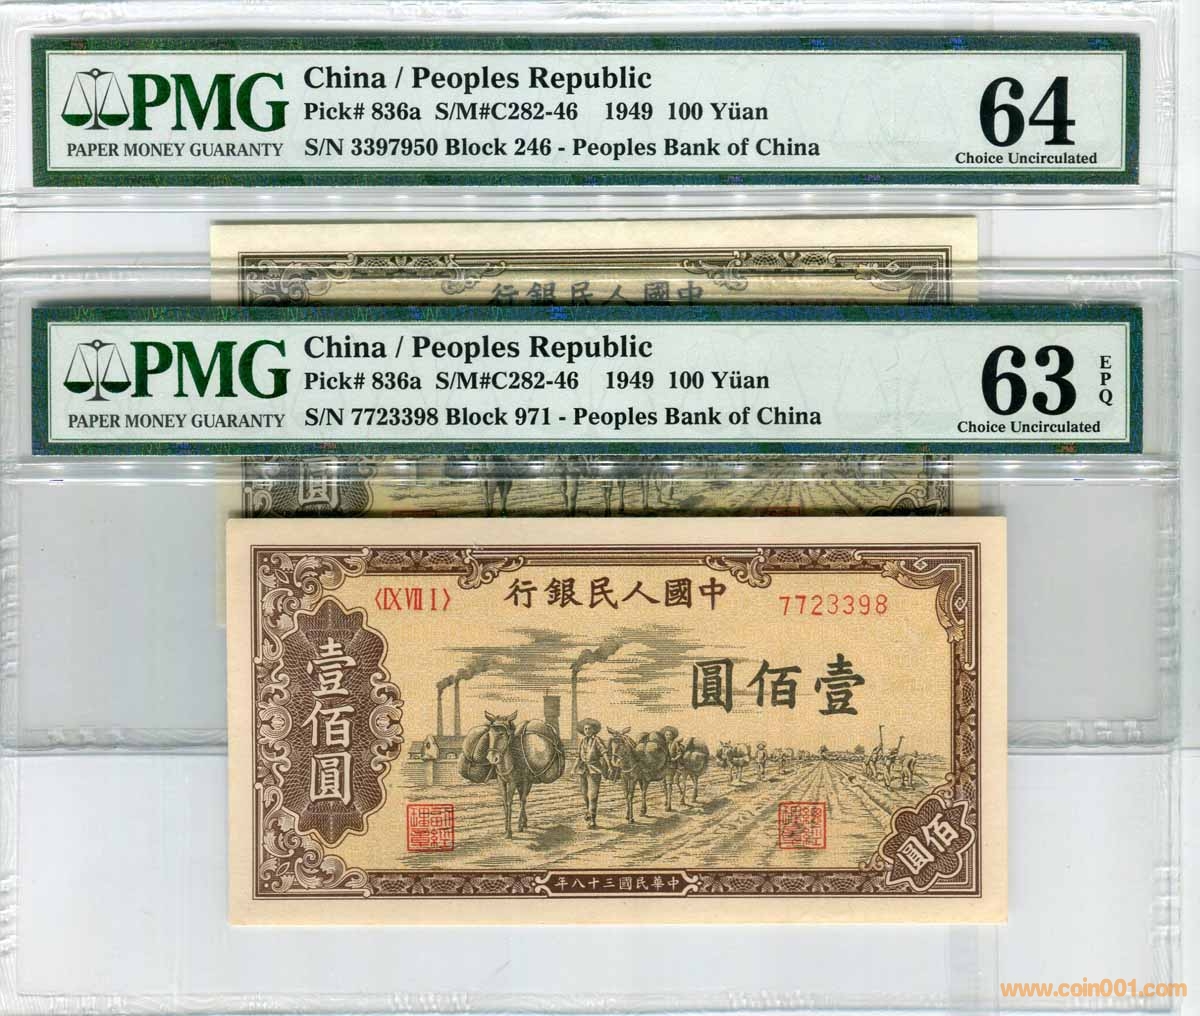 PMG
PAPER MONEY GUARANTY
China / Peoples Republic
Pick# 836a S/M#C282-46 1949 100 Yüan
S/N 3397950 Block 246 - Peoples Bank of China
64
Choice Uncirculated
行銀民人國中
PMG
PAPER MONEY GUARANTY
China / Peoples Republic
Pick# 836a S/M#C282-46 1949 100 Yüan
S/N 7723398 Block 971 - Peoples Bank of China
63
EPQ
Choice Uncirculated
圓
〈IX VII I〉
行銀民人國中
7723398
圓佰壹
壹佰圓
佰圓
年八十三國民華中
www.coin001.com